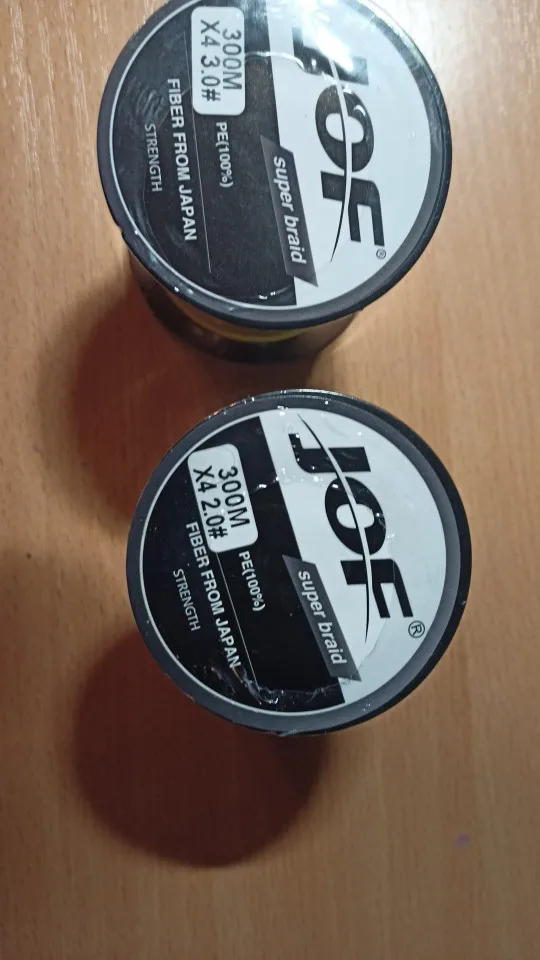 JOF®
super braid
300M
X4 3.0#
PE(100%)
FIBER FROM JAPAN
STRENGTH
JOF®
super braid
300M
X4 2.0#
PE(100%)
FIBER FROM JAPAN
STRENGTH